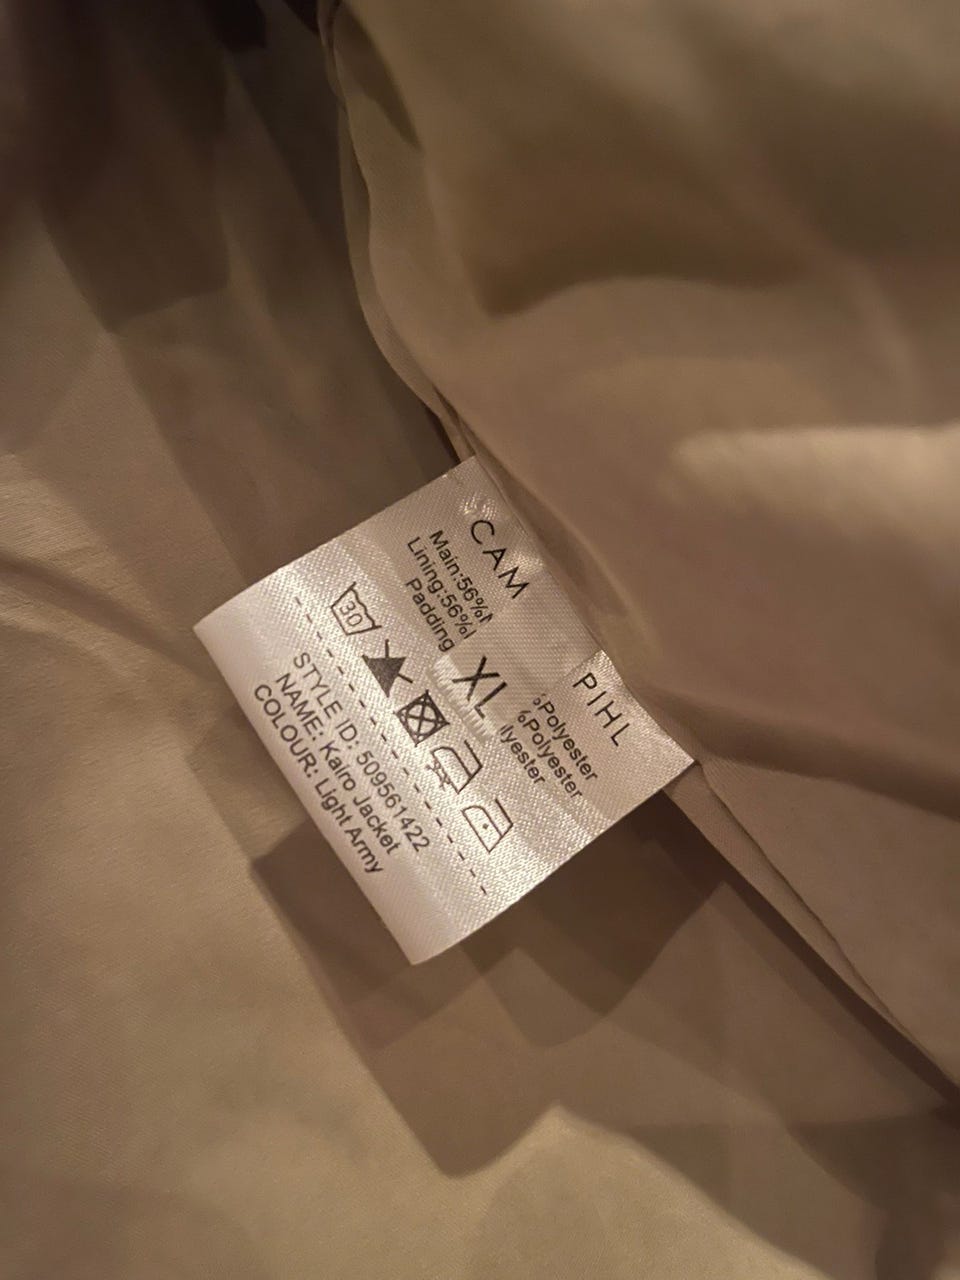 CAM PIHL
Main:56% Polyester
Lining:56% %Polyester
Padding lyester
XL
30
STYLE ID: 509561422
NAME: Kairo Jacket
COLOUR: Light Army